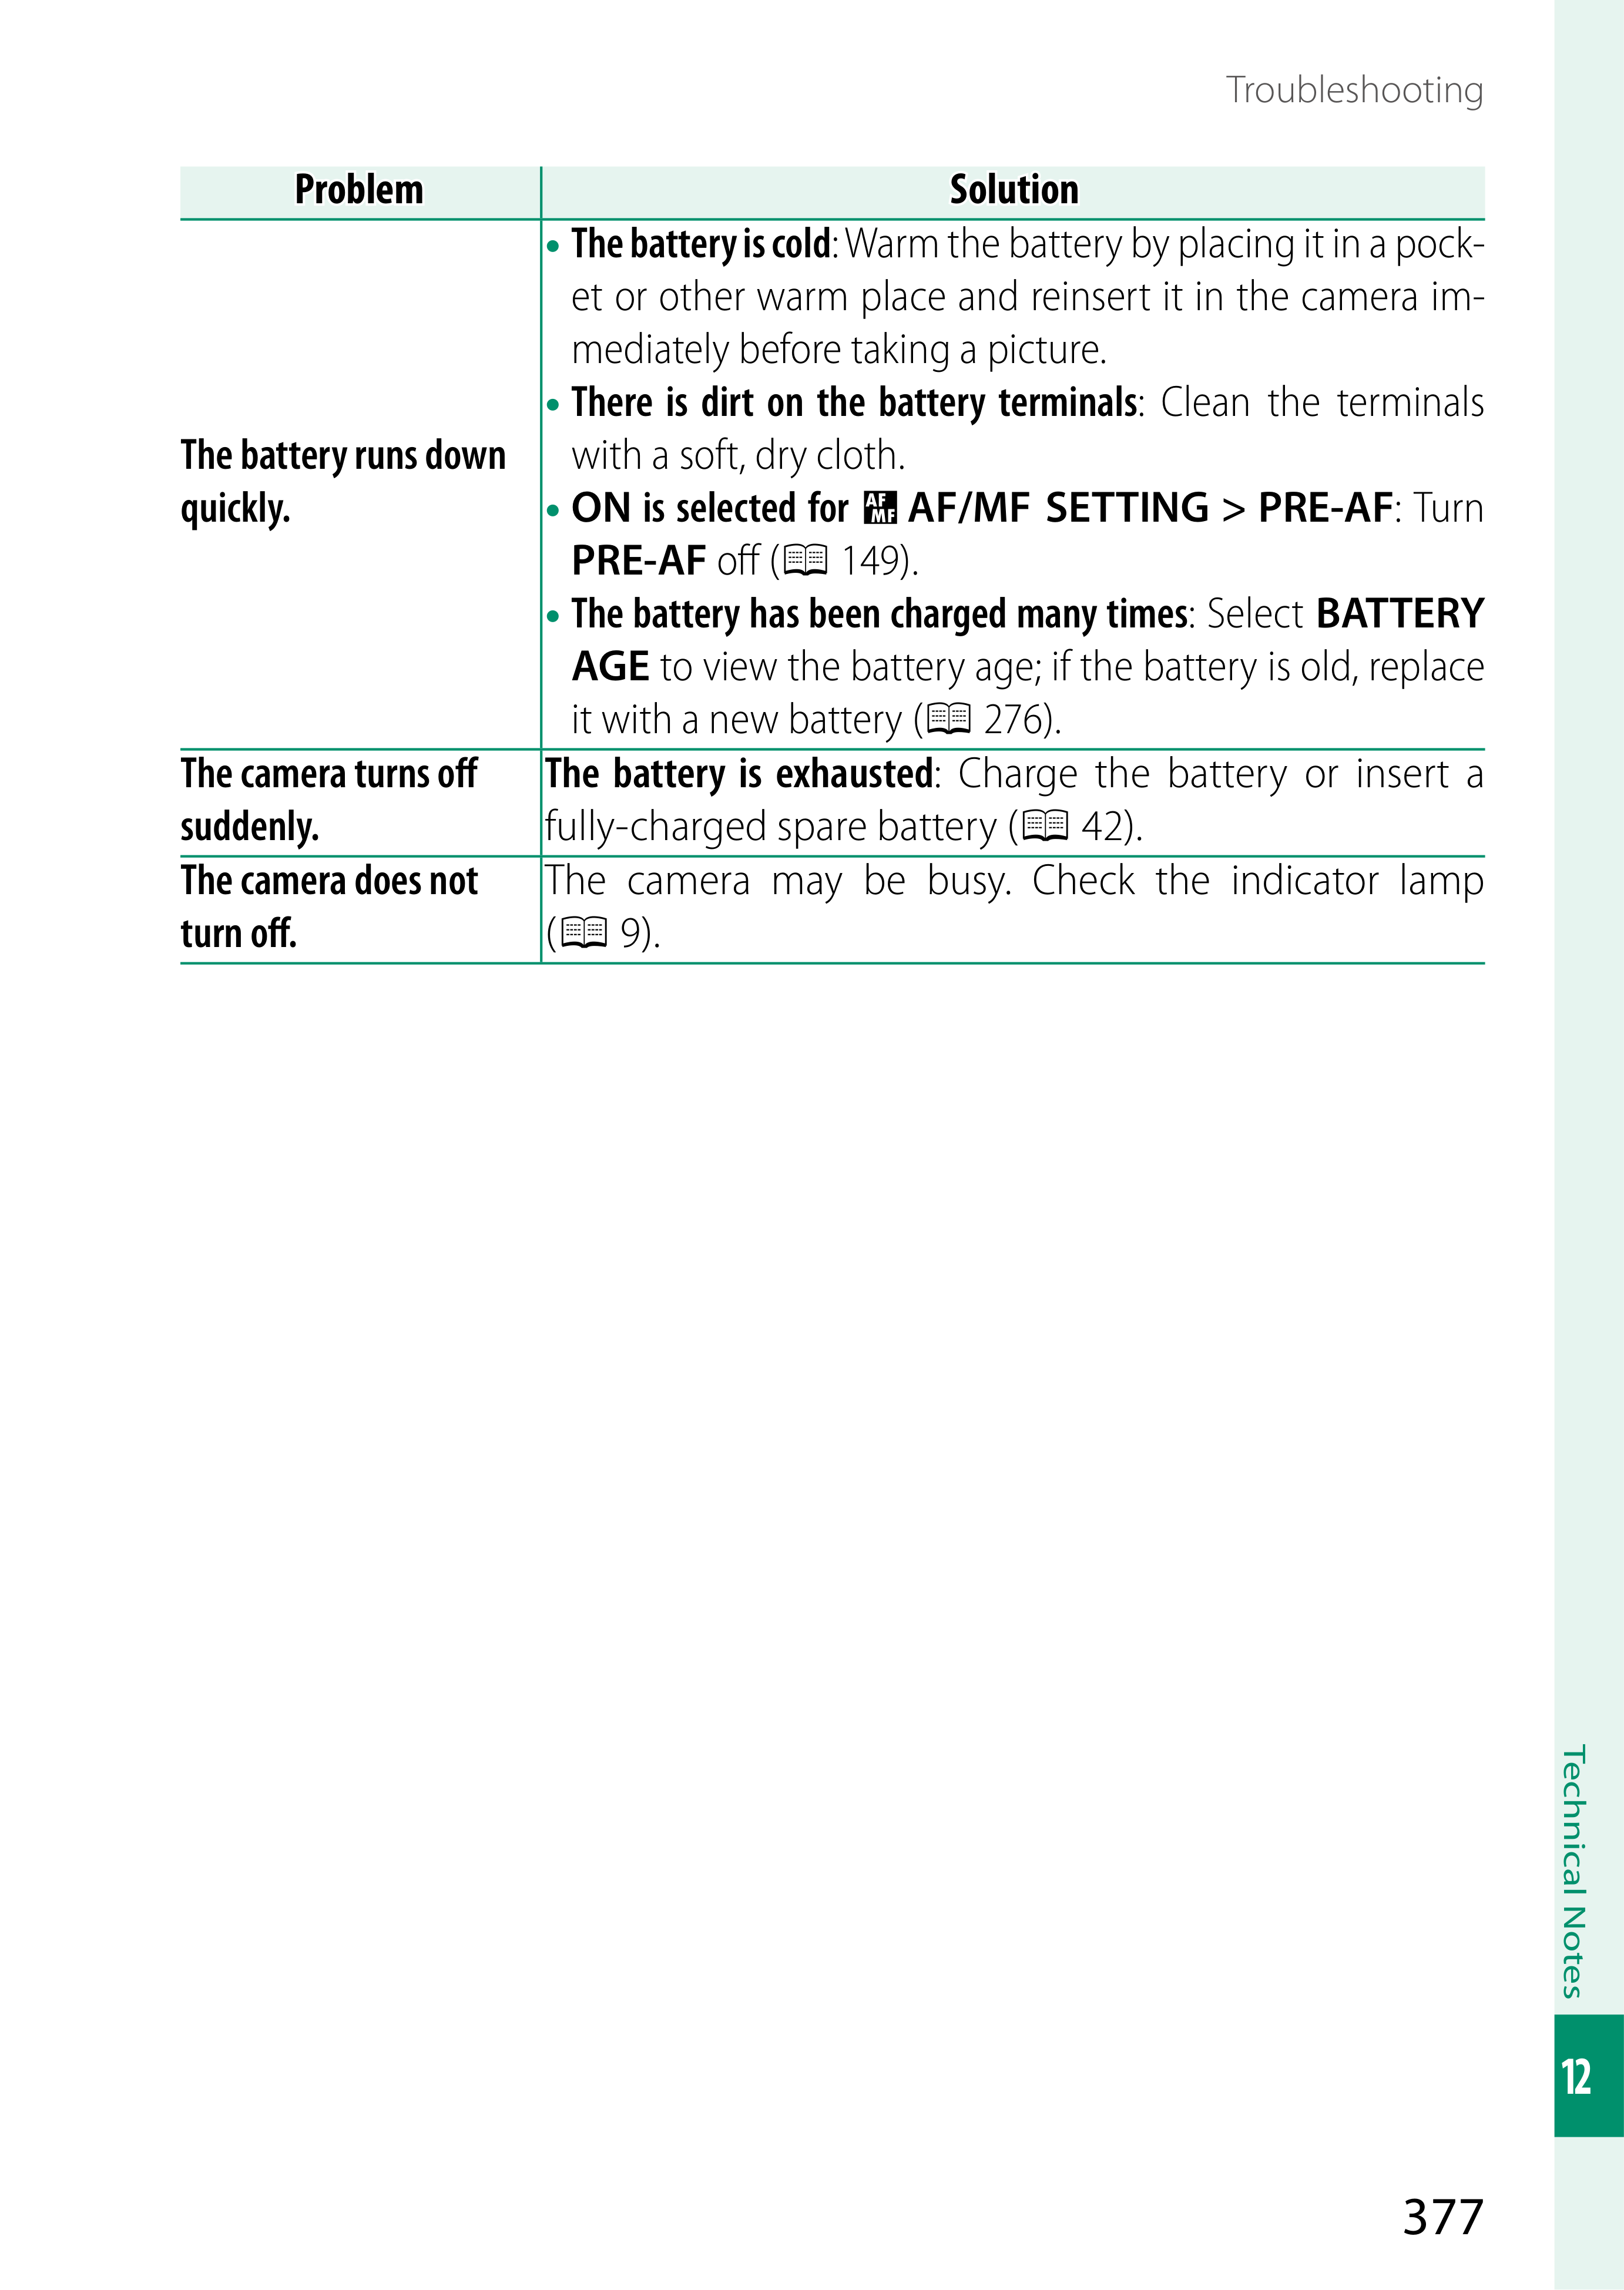 Troubleshooting
Problem
Solution
The battery runs down
quickly.
• The battery is cold: Warm the battery by placing it in a pock-
et or other warm place and reinsert it in the camera im-
mediately before taking a picture.
• There is dirt on the battery terminals: Clean the terminals
with a soft, dry cloth.
• ON is selected for AF MF AF/MF SETTING > PRE-AF: Turn
PRE-AF off (149).
• The battery has been charged many times: Select BATTERY
AGE to view the battery age; if the battery is old, replace
it with a new battery (276).
The camera turns off
suddenly.
The battery is exhausted: Charge the battery or insert a
fully-charged spare battery (42).
The camera does not
turn off.
The camera may be busy. Check the indicator lamp
(9).
Technical Notes
12
377